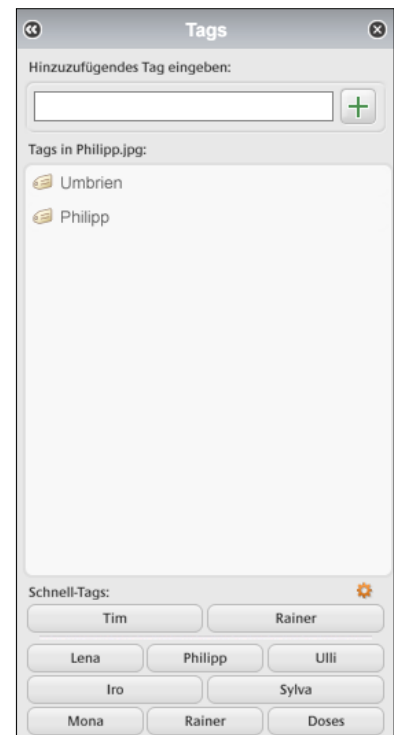 Tags
Hinzuzufügendes Tag eingeben:
Tags in Philipp.jpg:
Umbrien
Philipp
Schnell-Tags:
Tim Rainer
Lena Philipp Ulli
Iro Sylva
Mona Rainer Doses